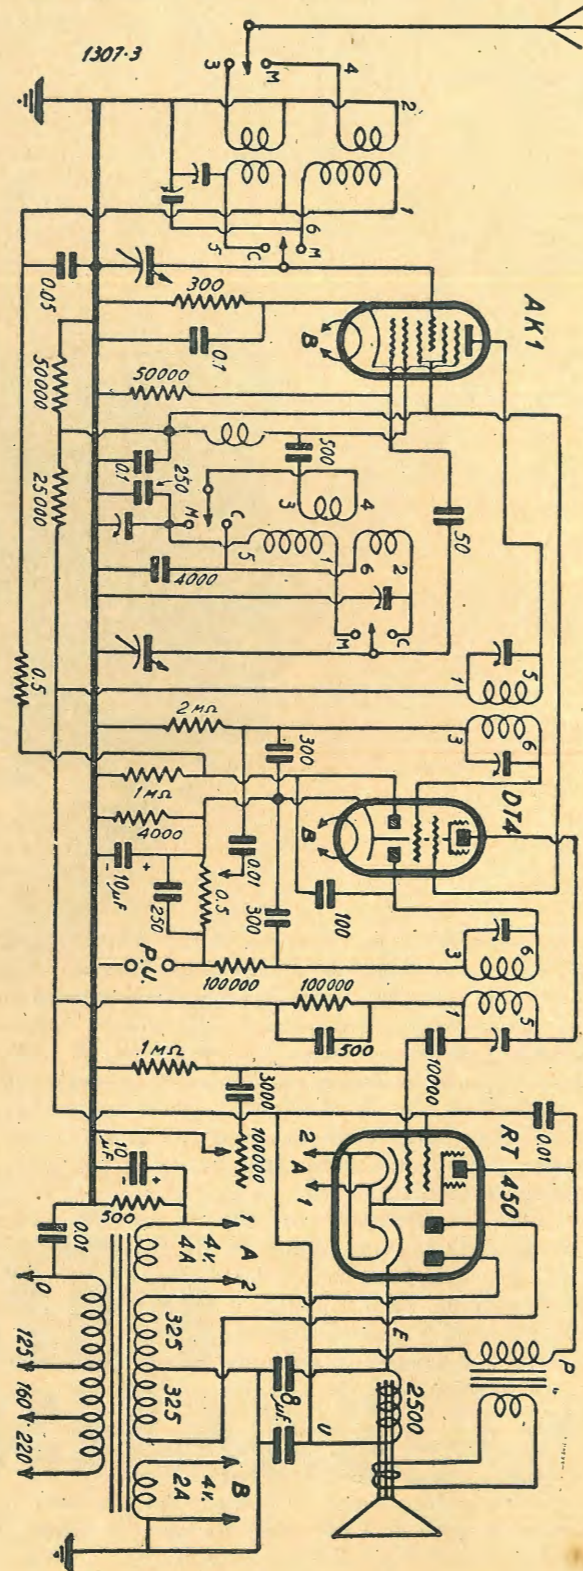 1307-3
3
M
4
2
1
6
5
C
M
0.05
300
0.1
AK1
B
50000
50000
25000
0.1
250
M
C
500
3
4
5
1
6
2
4000
M
C
50
0.5
1
5
2 MΩ
300
3
6
DT4
B
1 MΩ
4000
10 µF
- +
250
0.5
0.01
300
100
P.U.
100000
3
6
100000
500
1
5
10000
.1 MΩ
3000
100000
0.01
RT 450
2 A 1
10 µF
- +
500
0.01
1 A 2
4v.
4A
325
325
E
8 µF.
U
2500
P
B
4v.
2A
0
125
160
220